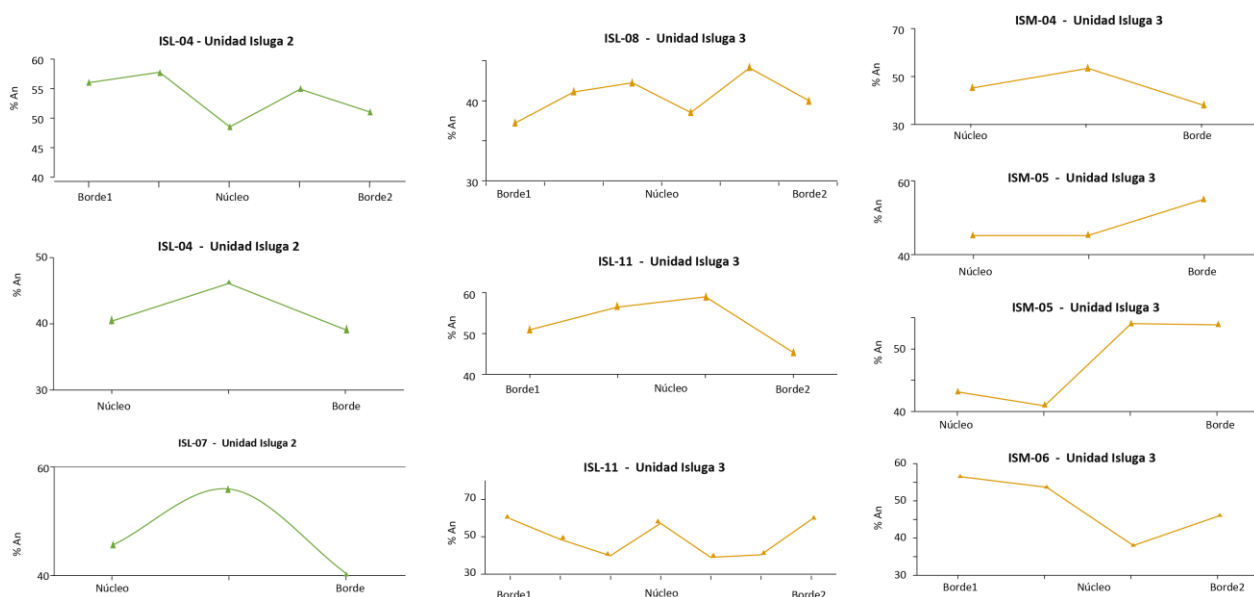 ISL-04 - Unidad Isluga 2
% An
60
55
50
45
40
Borde1 Núcleo Borde2
ISL-04 - Unidad Isluga 2
% An
50
40
30
Núcleo Borde
ISL-07 - Unidad Isluga 2
% An
60
40
Núcleo Borde
ISL-08 - Unidad Isluga 3
% An
40
30
Borde1 Núcleo Borde2
ISL-11 - Unidad Isluga 3
% An
60
50
40
Borde1 Núcleo Borde2
ISL-11 - Unidad Isluga 3
% An
70
50
30
Borde1 Núcleo Borde2
ISM-04 - Unidad Isluga 3
% An
70
50
30
Núcleo Borde
ISM-05 - Unidad Isluga 3
% An
60
40
Núcleo Borde
ISM-05 - Unidad Isluga 3
% An
50
40
Núcleo Borde
ISM-06 - Unidad Isluga 3
% An
60
50
40
30
Borde1 Núcleo Borde2